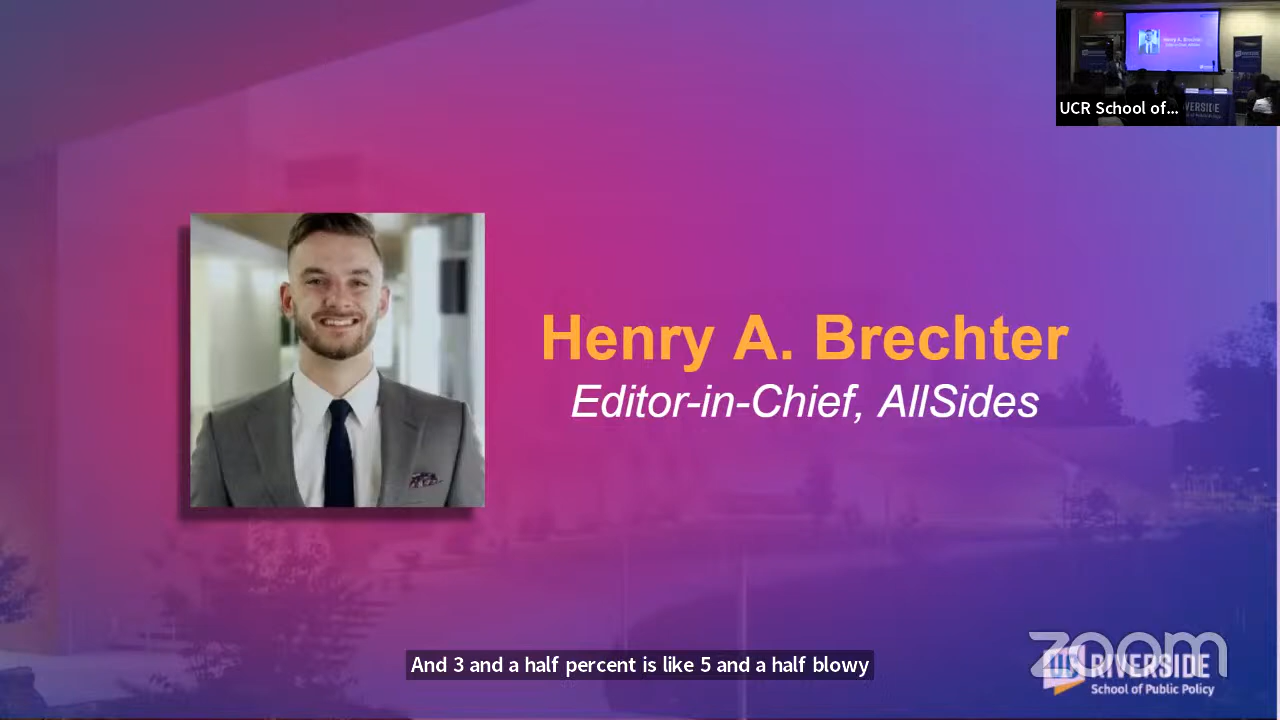 UCR School of...
Henry A. Brechter
Editor-in-Chief, AllSides
And 3 and a half percent is like 5 and a half blowy
zoom
RIVERSIDE
School of Public Policy